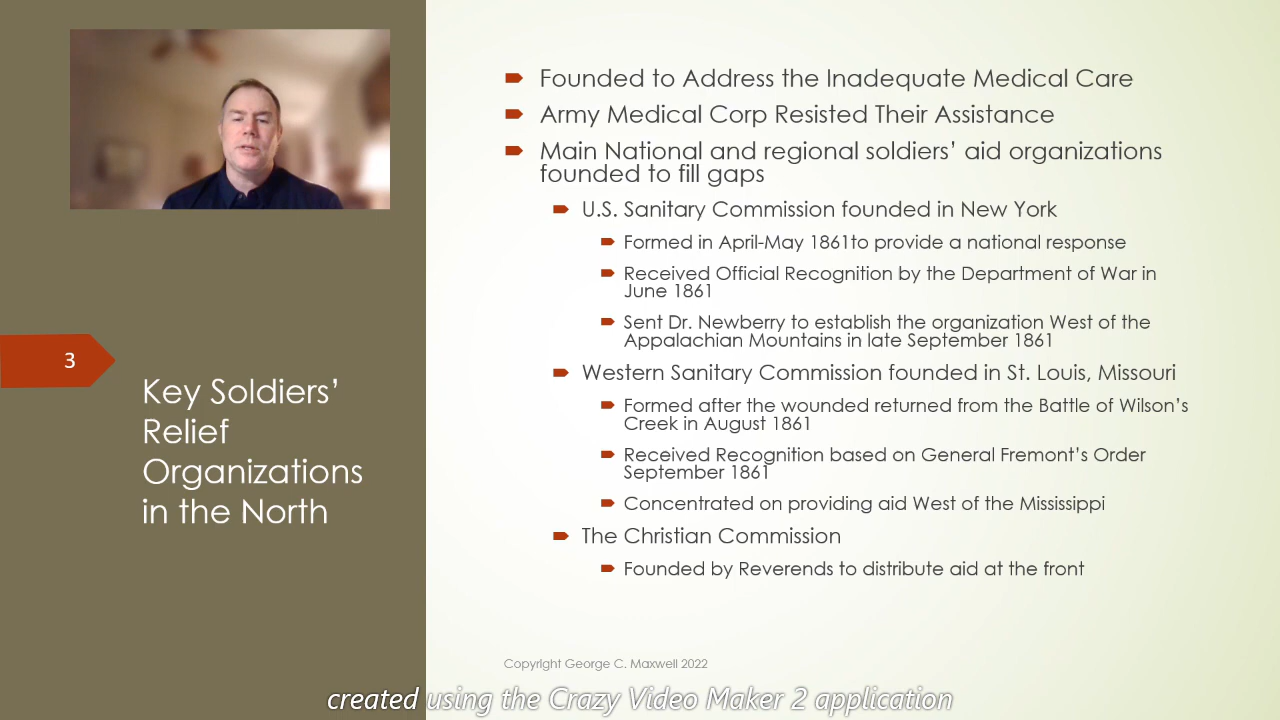 3
Key Soldiers’
Relief
Organizations
in the North
Founded to Address the Inadequate Medical Care
Army Medical Corp Resisted Their Assistance
Main National and regional soldiers’ aid organizations
founded to fill gaps
U.S. Sanitary Commission founded in New York
Formed in April-May 1861to provide a national response
Received Official Recognition by the Department of War in
June 1861
Sent Dr. Newberry to establish the organization West of the
Appalachian Mountains in late September 1861
Western Sanitary Commission founded in St. Louis, Missouri
Formed after the wounded returned from the Battle of Wilson’s
Creek in August 1861
Received Recognition based on General Fremont’s Order
September 1861
Concentrated on providing aid West of the Mississippi
The Christian Commission
Founded by Reverends to distribute aid at the front
Copyright George C. Maxwell 2022
created using the Crazy Video Maker 2 application